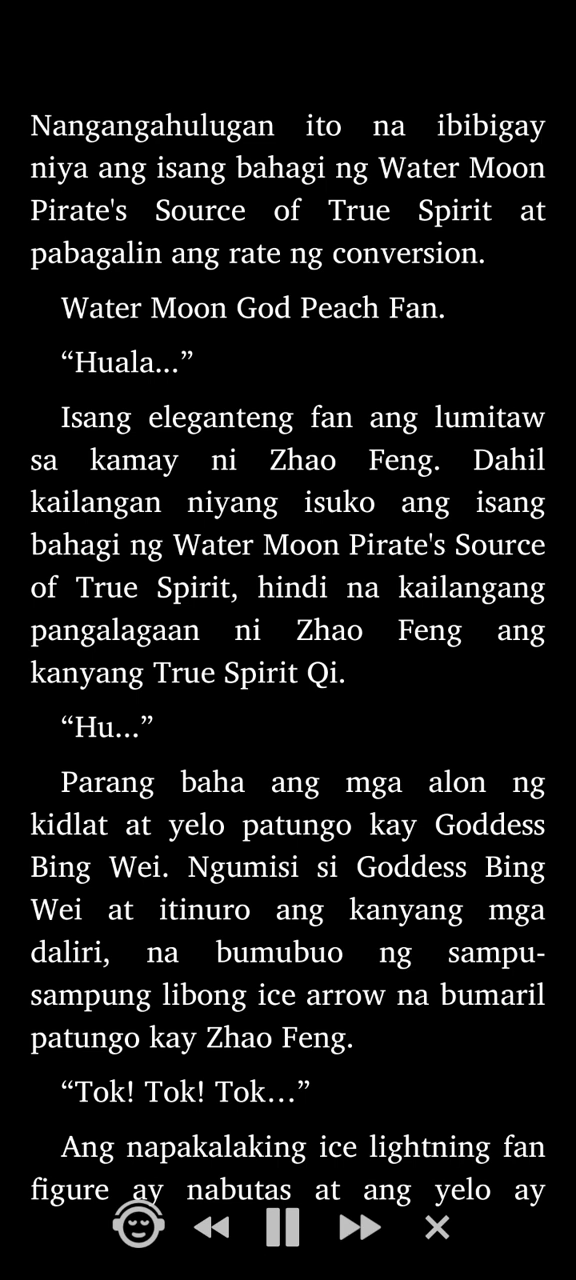 Nangangahulugan ito na ibibigay
niya ang isang bahagi ng Water Moon
Pirate's Source of True Spirit at
pabagalin ang rate ng conversion.
Water Moon God Peach Fan.
“Huala...”
Isang eleganteng fan ang lumitaw
sa kamay ni Zhao Feng. Dahil
kailangan niyang isuko ang isang
bahagi ng Water Moon Pirate's Source
of True Spirit, hindi na kailangang
pangalagaan ni Zhao Feng ang
kanyang True Spirit Qi.
“Hu...”
Parang baha ang mga alon ng
kidlat at yelo patungo kay Goddess
Bing Wei. Ngumisi si Goddess Bing
Wei at itinuro ang kanyang mga
daliri, na bumubuo ng sampu-
sampung libong ice arrow na bumaril
patungo kay Zhao Feng.
“Tok! Tok! Tok…”
Ang napakalaking ice lightning fan
figure ay nabutas at ang yelo ay